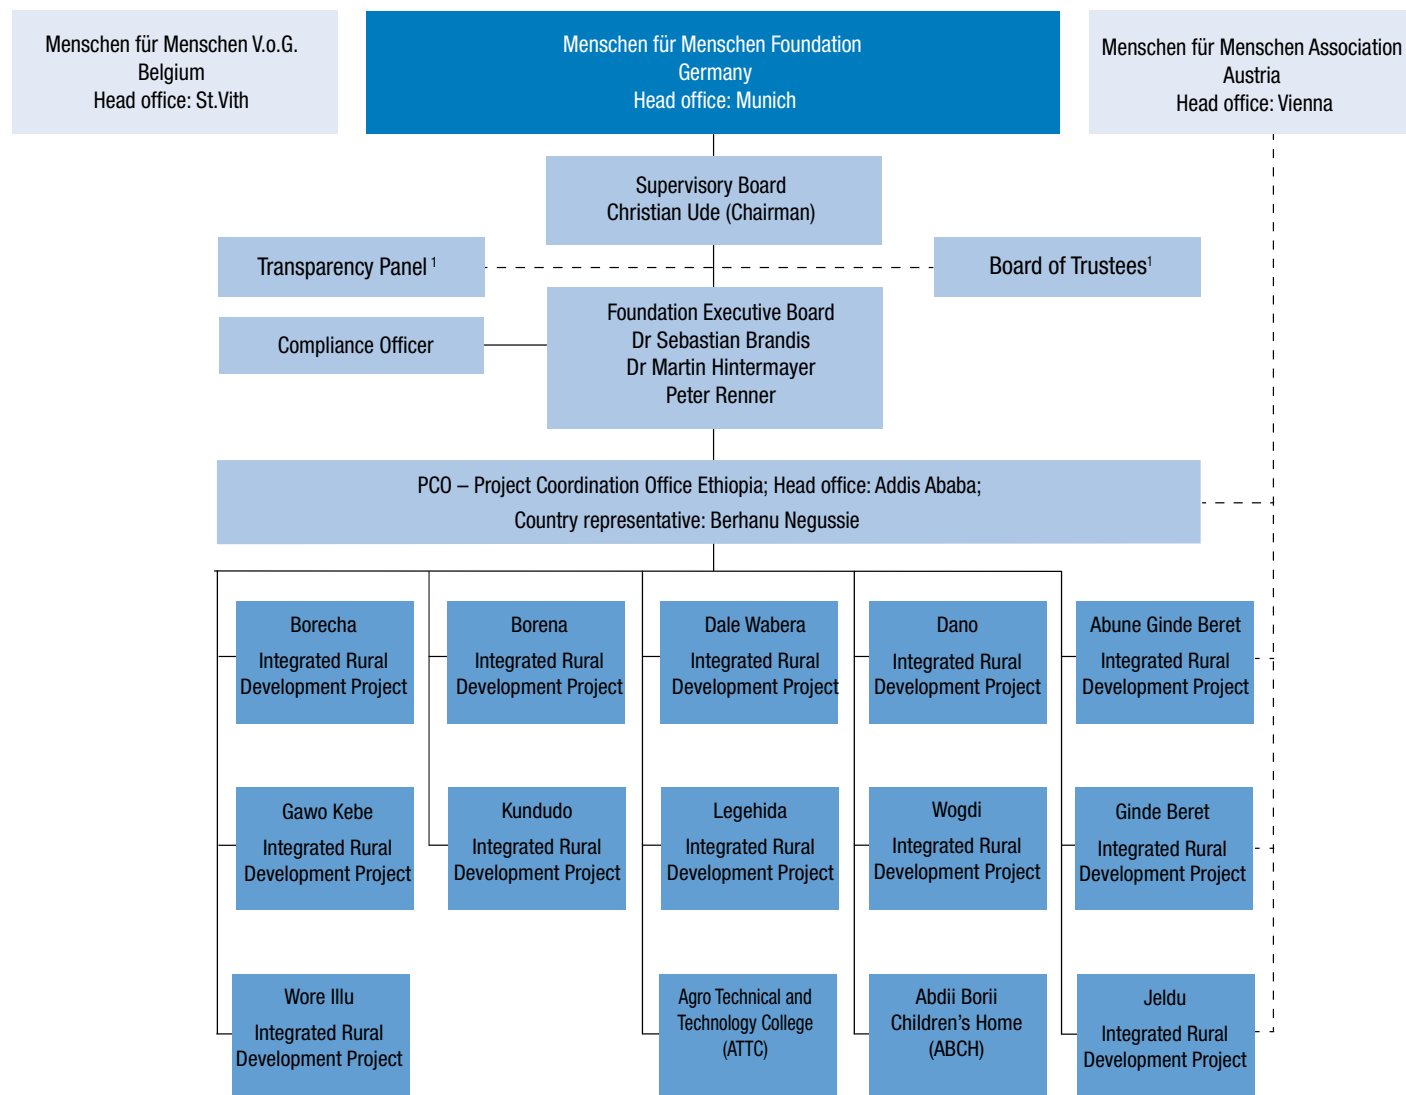 Menschen für Menschen V.o.G.
Belgium
Head office: St.Vith
Menschen für Menschen Foundation
Germany
Head office: Munich
Menschen für Menschen Association
Austria
Head office: Vienna
Supervisory Board
Christian Ude (Chairman)
Transparency Panel ¹
Board of Trustees¹
Compliance Officer
Foundation Executive Board
Dr Sebastian Brandis
Dr Martin Hintermayer
Peter Renner
PCO – Project Coordination Office Ethiopia; Head office: Addis Ababa;
Country representative: Berhanu Negussie
Borecha
Integrated Rural
Development Project
Borena
Integrated Rural
Development Project
Dale Wabera
Integrated Rural
Development Project
Dano
Integrated Rural
Development Project
Abune Ginde Beret
Integrated Rural
Development Project
Gawo Kebe
Integrated Rural
Development Project
Kundudo
Integrated Rural
Development Project
Legehida
Integrated Rural
Development Project
Wogdi
Integrated Rural
Development Project
Ginde Beret
Integrated Rural
Development Project
Wore Illu
Integrated Rural
Development Project
Agro Technical and
Technology College
(ATTC)
Abdii Borii
Children’s Home
(ABCH)
Jeldu
Integrated Rural
Development Project